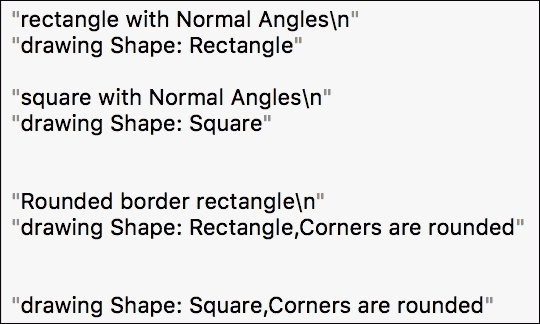 "rectangle with Normal Angles\n"
"drawing Shape: Rectangle"
"square with Normal Angles\n"
"drawing Shape: Square"
"Rounded border rectangle\n"
"drawing Shape: Rectangle,Corners are rounded"
"drawing Shape: Square,Corners are rounded"